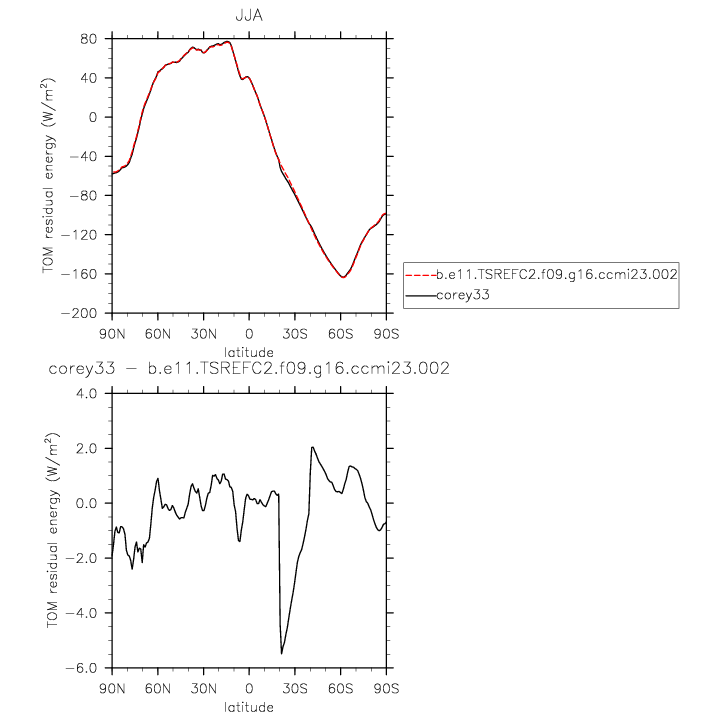 JJA
TOM residual energy (W/m²)
80
40
0
−40
−80
−120
−160
−200
90N 60N 30N 0 30S 60S 90S
latitude
b.e11.TSREFC2.f09.g16.ccmi23.002
corey33
corey33 − b.e11.TSREFC2.f09.g16.ccmi23.002
TOM residual energy (W/m²)
4.0
2.0
0.0
−2.0
−4.0
−6.0
90N 60N 30N 0 30S 60S 90S
latitude